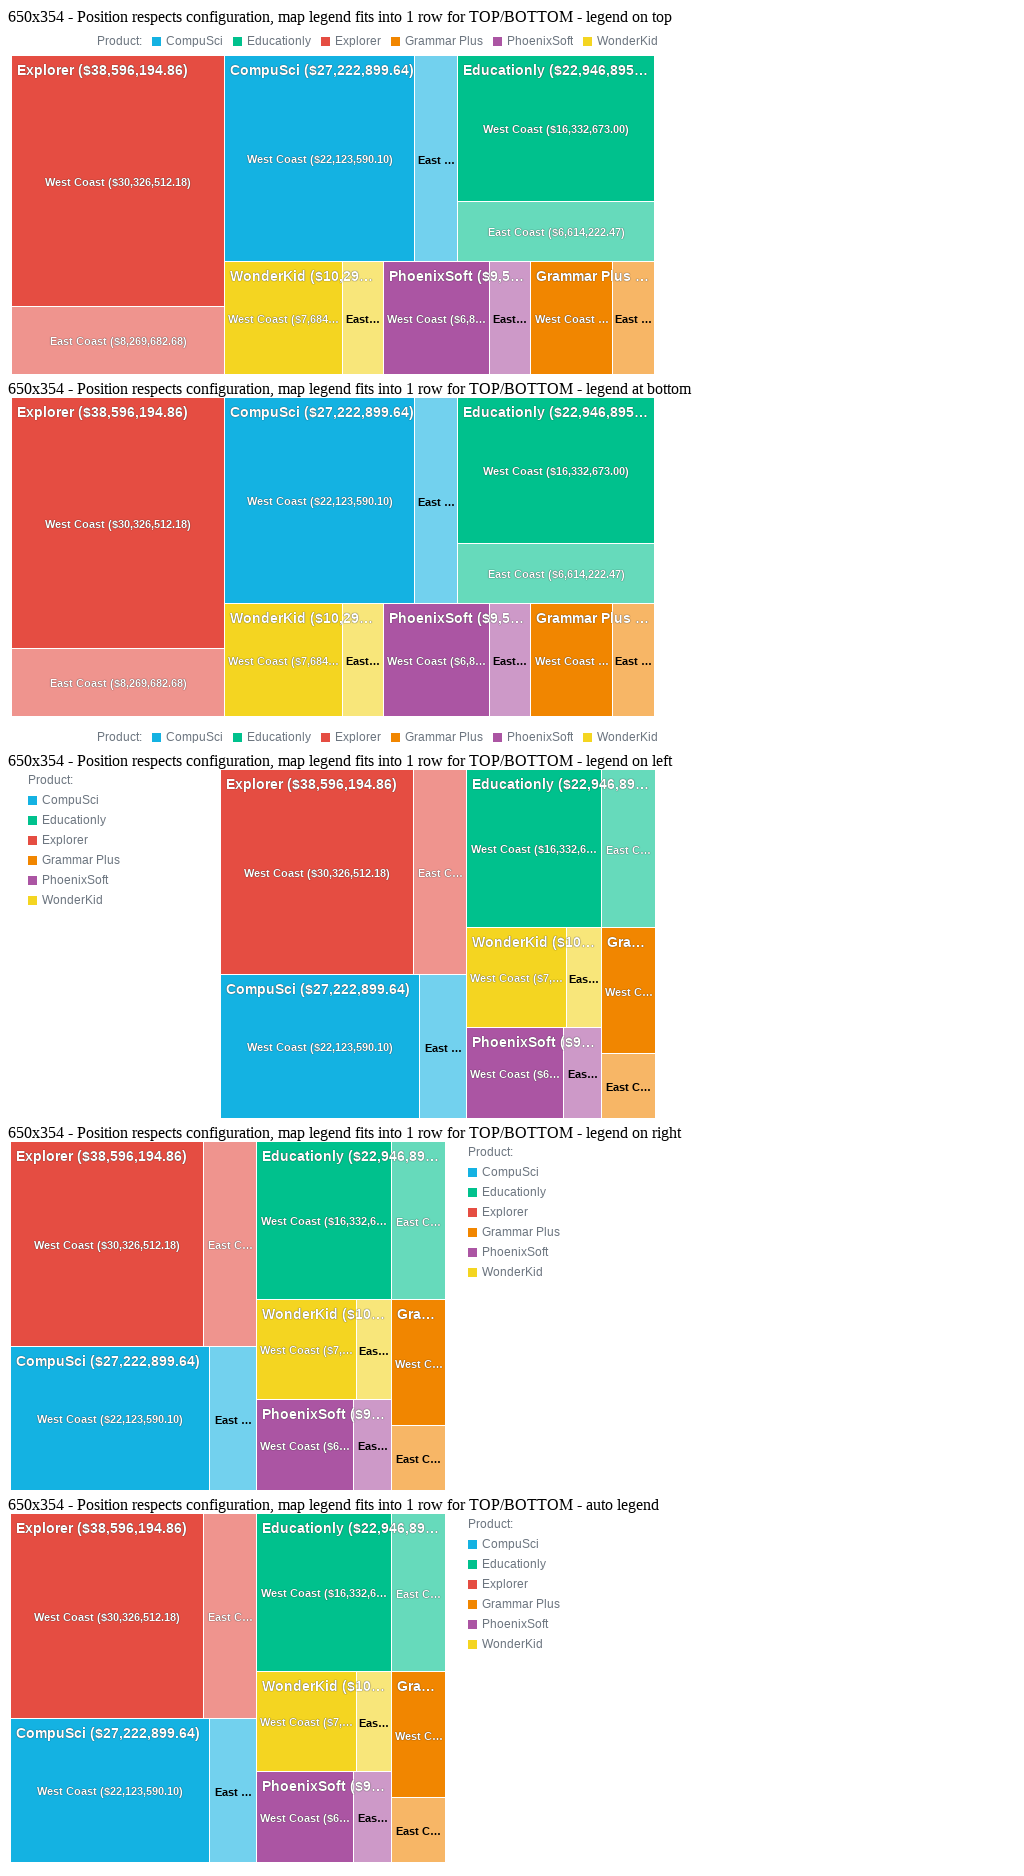 650x354 - Position respects configuration, map legend fits into 1 row for TOP/BOTTOM - legend on top
Product: CompuSci Educationly Explorer Grammar Plus PhoenixSoft WonderKid
Explorer ($38,596,194.86) CompuSci ($27,222,899.64) Educationly ($22,946,895…
West Coast ($16,332,673.00)
West Coast ($22,123,590.10) East …
West Coast ($30,326,512.18)
East Coast ($6,614,222.47)
WonderKid ($10,29… PhoenixSoft ($9,5… Grammar Plus …
West Coast ($7,684… East… West Coast ($6,8… East… West Coast … East …
East Coast ($8,269,682.68)
650x354 - Position respects configuration, map legend fits into 1 row for TOP/BOTTOM - legend at bottom
Explorer ($38,596,194.86) CompuSci ($27,222,899.64) Educationly ($22,946,895…
West Coast ($16,332,673.00)
West Coast ($22,123,590.10) East …
West Coast ($30,326,512.18)
East Coast ($6,614,222.47)
WonderKid ($10,29… PhoenixSoft ($9,5… Grammar Plus …
West Coast ($7,684… East… West Coast ($6,8… East… West Coast … East …
East Coast ($8,269,682.68)
Product: CompuSci Educationly Explorer Grammar Plus PhoenixSoft WonderKid
650x354 - Position respects configuration, map legend fits into 1 row for TOP/BOTTOM - legend on left
Product:
CompuSci
Educationly
Explorer
Grammar Plus
PhoenixSoft
WonderKid
Explorer ($38,596,194.86) Educationly ($22,946,89…
West Coast ($16,332,6… East C…
West Coast ($30,326,512.18) East C…
WonderKid ($10… Gra…
West Coast ($7,… Eas… West C…
CompuSci ($27,222,899.64)
PhoenixSoft ($9…
West Coast ($22,123,590.10) East …
West Coast ($6… Eas… East C…
650x354 - Position respects configuration, map legend fits into 1 row for TOP/BOTTOM - legend on right
Explorer ($38,596,194.86) Educationly ($22,946,89…
West Coast ($16,332,6… East C…
West Coast ($30,326,512.18) East C…
WonderKid ($10… Gra…
West Coast ($7,… Eas… West C…
CompuSci ($27,222,899.64)
PhoenixSoft ($9…
West Coast ($22,123,590.10) East …
West Coast ($6… Eas… East C…
Product:
CompuSci
Educationly
Explorer
Grammar Plus
PhoenixSoft
WonderKid
650x354 - Position respects configuration, map legend fits into 1 row for TOP/BOTTOM - auto legend
Explorer ($38,596,194.86) Educationly ($22,946,89…
West Coast ($16,332,6… East C…
West Coast ($30,326,512.18) East C…
WonderKid ($10… Gra…
West Coast ($7,… Eas… West C…
CompuSci ($27,222,899.64)
PhoenixSoft ($9…
West Coast ($22,123,590.10) East …
West Coast ($6… Eas… East C…
Product:
CompuSci
Educationly
Explorer
Grammar Plus
PhoenixSoft
WonderKid